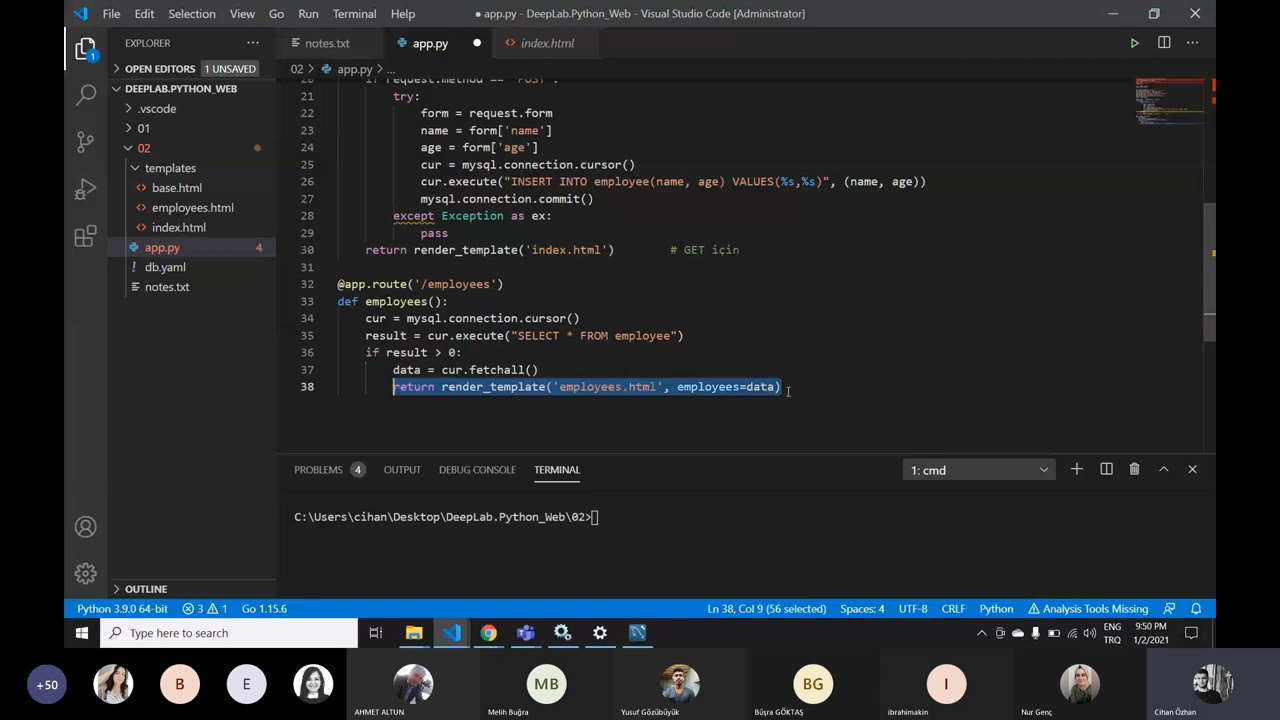 File Edit Selection View Go Run Terminal Help
● app.py - DeepLab.Python_Web - Visual Studio Code [Administrator]
EXPLORER
notes.txt
app.py
index.html
OPEN EDITORS 1 UNSAVED
02 > app.py > ...
DEEPLAB.PYTHON_WEB
.vscode
01
02
templates
base.html
employees.html
index.html
app.py 4
db.yaml
notes.txt
OUTLINE
1
20 if request.method == 'POST':
21 try:
22 form = request.form
23 name = form['name']
24 age = form['age']
25 cur = mysql.connection.cursor()
26 cur.execute("INSERT INTO employee(name, age) VALUES(%s,%s)", (name, age))
27 mysql.connection.commit()
28 except Exception as ex:
29 pass
30 return render_template('index.html') # GET için
31
32 @app.route('/employees')
33 def employees():
34 cur = mysql.connection.cursor()
35 result = cur.execute("SELECT * FROM employee")
36 if result > 0:
37 data = cur.fetchall()
38 return render_template('employees.html', employees=data)
PROBLEMS 4 OUTPUT DEBUG CONSOLE TERMINAL
1: cmd
C:\Users\cihan\Desktop\DeepLab.Python_Web\02>
Python 3.9.0 64-bit 3 1 Go 1.15.6 Ln 38, Col 9 (56 selected) Spaces: 4 UTF-8 CRLF Python Analysis Tools Missing
Type here to search
ENG
TRQ
9:50 PM
1/2/2021
+50
B
E
MB
BG
I
AHMET ALTUN
Melih Buğra
Yusuf Gözübüyük
Büşra GÖKTAŞ
ibrahimakin
Nur Genç
Cihan Özhan